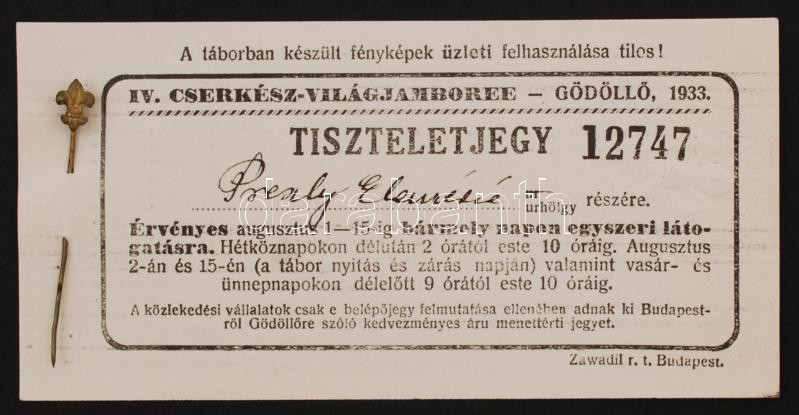 A táborban készült fényképek üzleti felhasználása tilos!
IV. CSERKÉSZ-VILÁGJAMBOREE — GÖDÖLLŐ, 1933.
TISZTELETJEGY 12747
úr
úrhölgy részére.
Érvényes augusztus 1—15-ig bármely napon egyszeri láto-
gatásra. Hétköznapokon délután 2 órától este 10 óráig. Augusztus
2-án és 15-én (a tábor nyitás és zárás napján) valamint vasár- és
ünnepnapokon délelőtt 9 órától este 10 óráig.
A közlekedési vállalatok csak e belépőjegy felmutatása ellenében adnak ki Budapest-
ről Gödöllőre szóló kedvezményes áru menettérti jegyet.
Zawadil r. t. Budapest.
darabanth